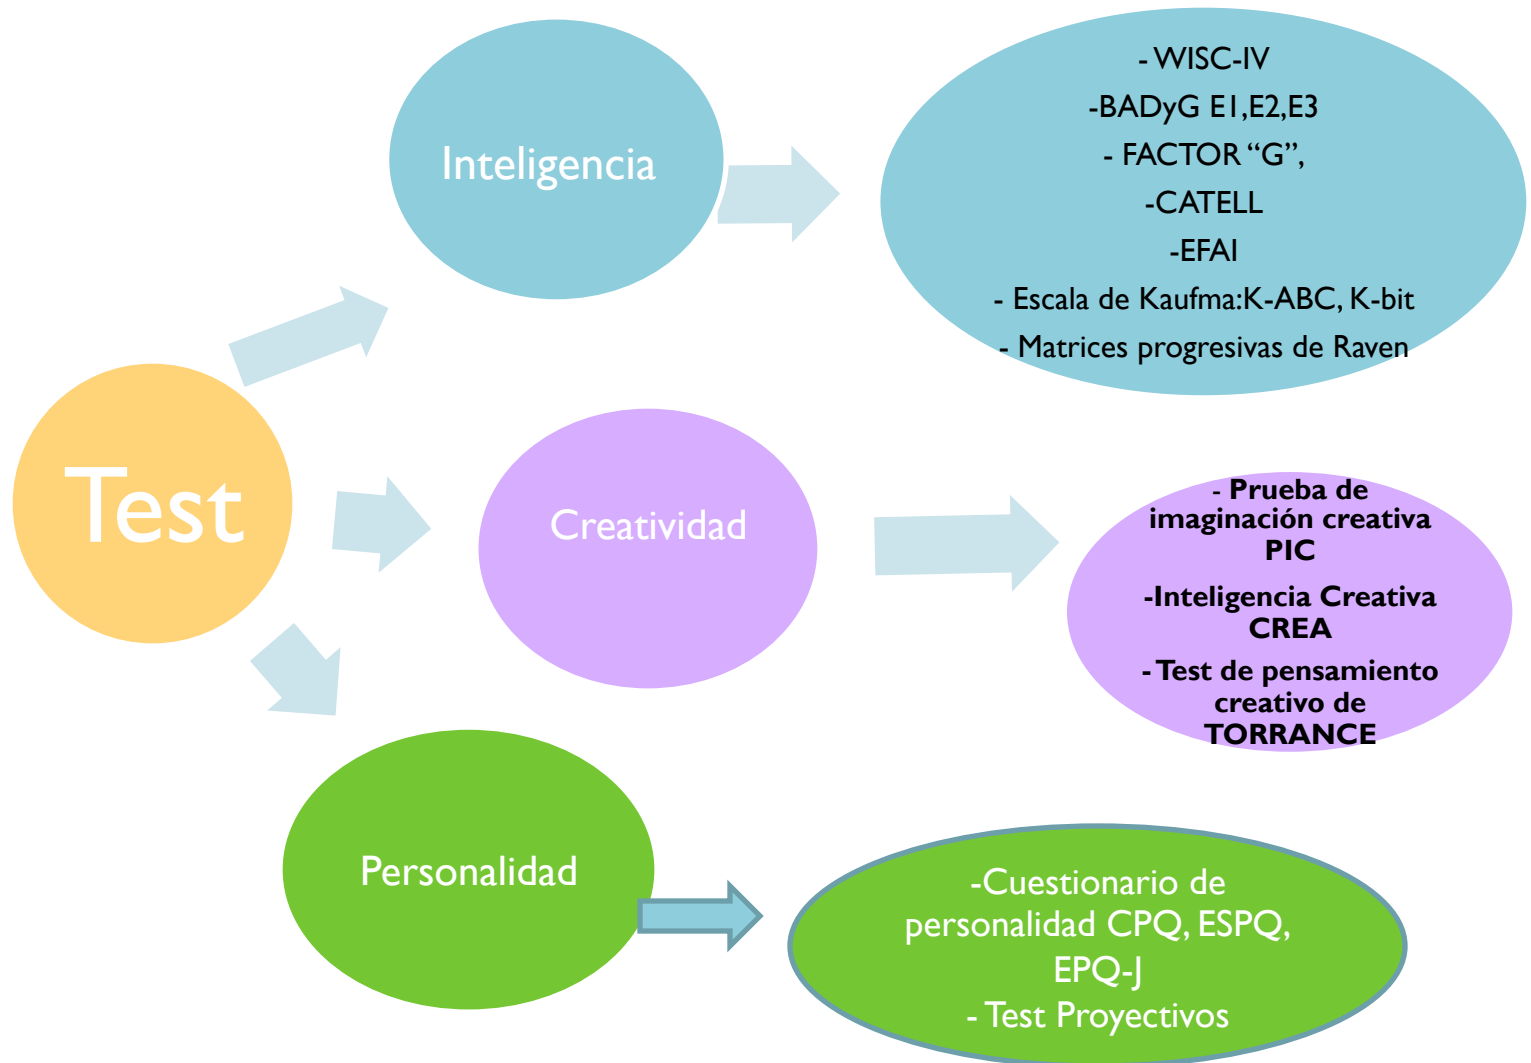 Test
Inteligencia
- WISC-IV
-BADyG E1,E2,E3
- FACTOR “G”,
-CATELL
-EFAI
- Escala de Kaufma:K-ABC, K-bit
- Matrices progresivas de Raven
Creatividad
- Prueba de
imaginación creativa
PIC
-Inteligencia Creativa
CREA
- Test de pensamiento
creativo de
TORRANCE
Personalidad
-Cuestionario de
personalidad CPQ, ESPQ,
EPQ-J
- Test Proyectivos